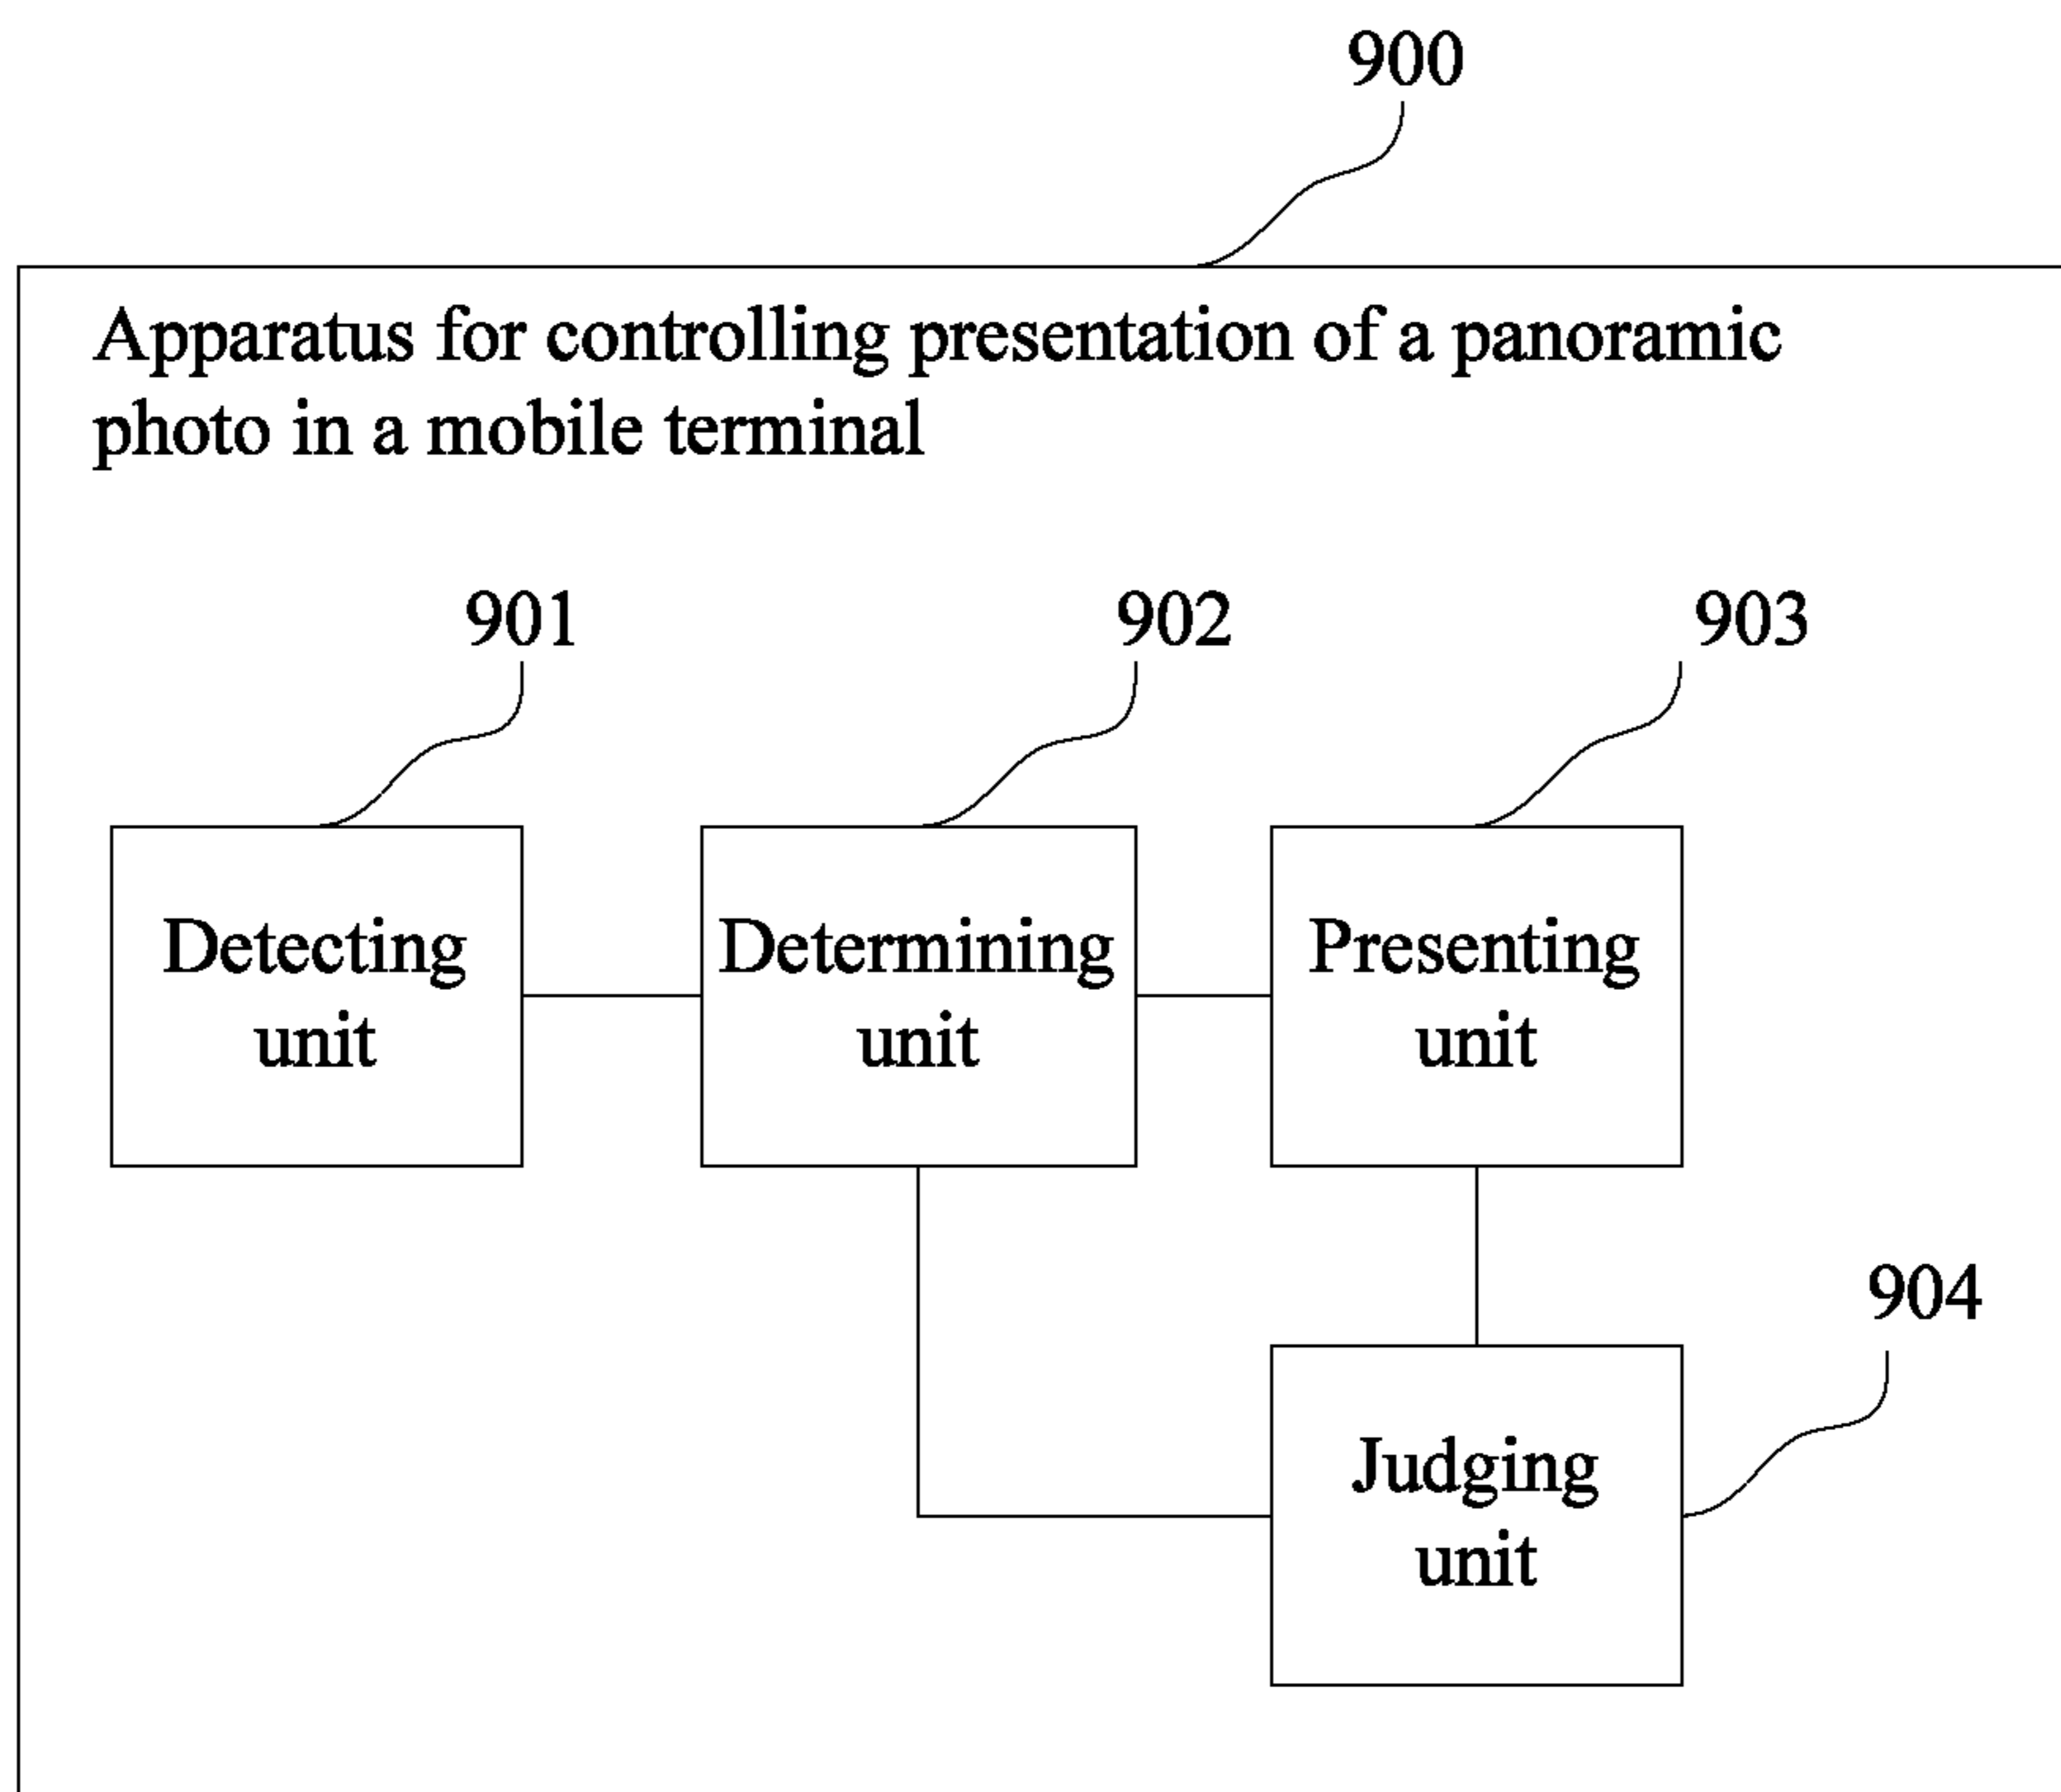 900
Apparatus for controlling presentation of a panoramic
photo in a mobile terminal
901
902
903
Detecting
unit
Determining
unit
Presenting
unit
904
Judging
unit